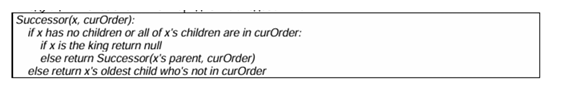 Successor(x, curOrder):
if x has no children or all of x's children are in curOrder:
if x is the king return null
else return Successor(x's parent, curOrder)
else return x's oldest child who's not in curOrder